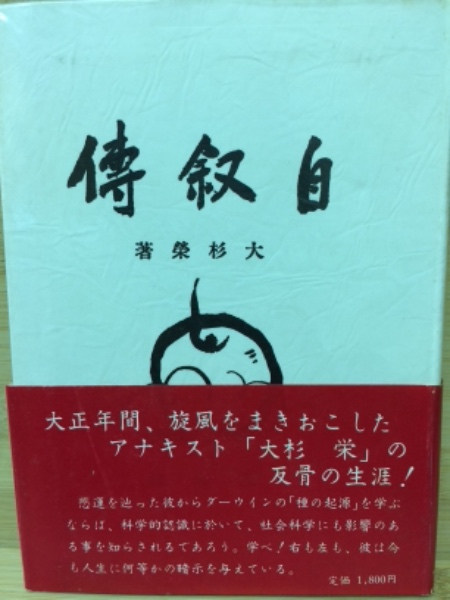 自叙傳
大杉榮著
大正年間、旋風をまきおこした
アナキスト「大杉 栄」の
反骨の生涯!
悲運を辿った彼からダーウインの「種の起源」を学ぶ
ならば、科学的認識に於いて、社会科学にも影響のあ
る事を知らされるであろう。学べ!右も左も、彼は今
も人生に何等かの暗示を与えている。
定価 1,800円